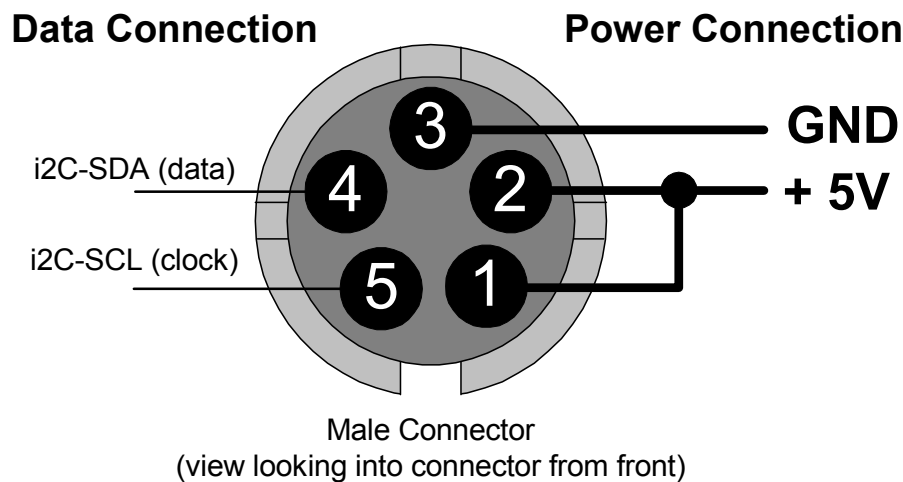 Data Connection
Power Connection
3
GND
i2C-SDA (data)
4
2
+ 5V
i2C-SCL (clock)
5
1
Male Connector
(view looking into connector from front)